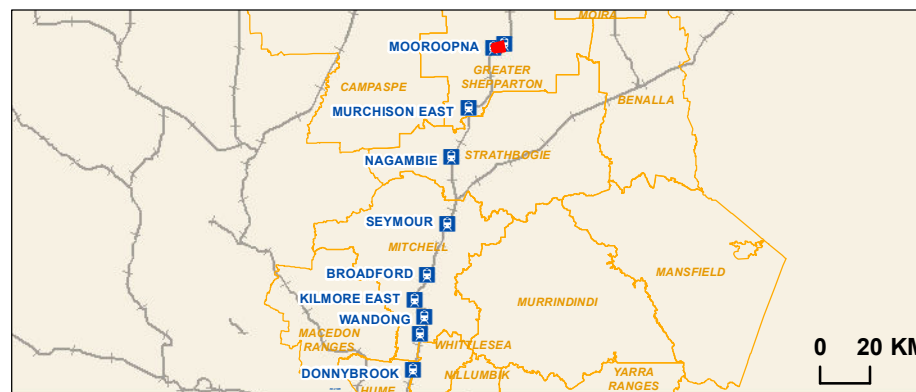 MOIRA
MOOROOPNA
GREATER
SHEPPARTON
CAMPASPE
BENALLA
MURCHISON EAST
STRATHBOGIE
NAGAMBIE
SEYMOUR
MITCHELL
BROADFORD
MANSFIELD
KILMORE EAST
MURRINDINDI
WANDONG
MACEDON
RANGES
WHITTLESEA
0 20 KM
DONNYBROOK
NILLUMBIK
YARRA
RANGES
HUME